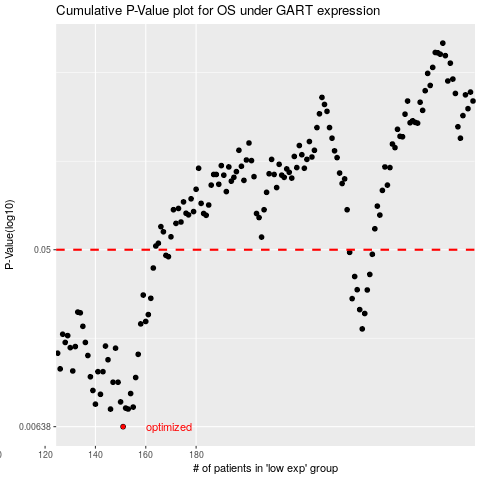 Cumulative P-Value plot for OS under GART expression
P-Value(log10)
0.05
0.00638
optimized
0 120 140 160 180
# of patients in 'low exp' group